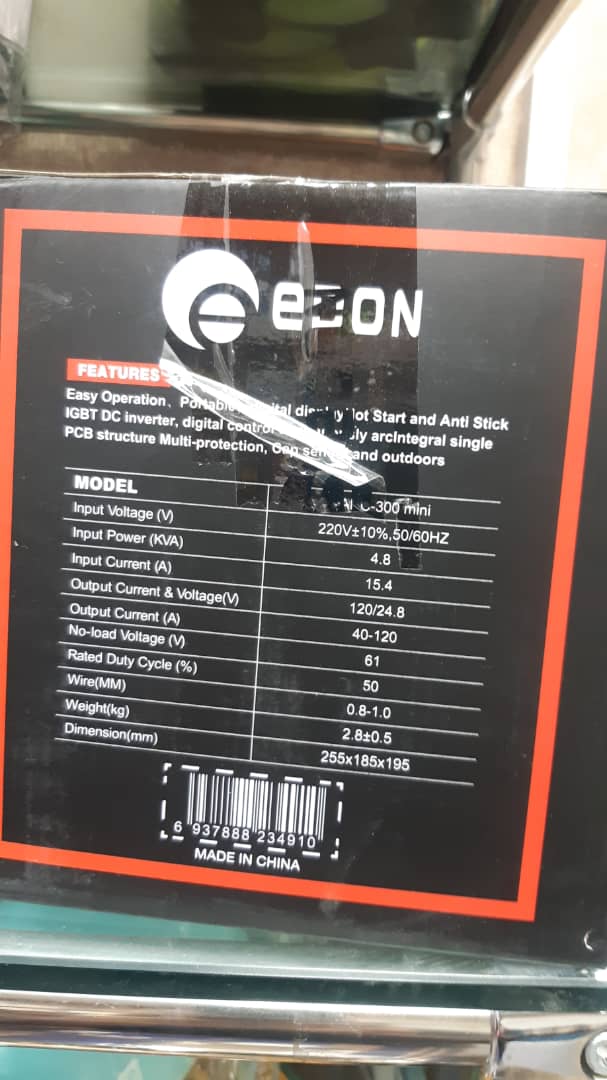 eDON
FEATURES
Easy Operation, Portable Hot Start and Anti Stick
IGBT DC inverter, digital control arcIntegral single
PCB structure Multi-protection, and outdoors
MODEL -300 mini
Input Voltage (V) 220V±10%,50/60HZ
Input Power (KVA) 4.8
Input Current (A) 15.4
Output Current & Voltage(V) 120/24.8
Output Current (A) 40-120
No-load Voltage (V) 61
Rated Duty Cycle (%) 50
Wire(MM) 0.8-1.0
Weight(kg) 2.8±0.5
Dimension(mm) 255x185x195
6 937888 234910
MADE IN CHINA